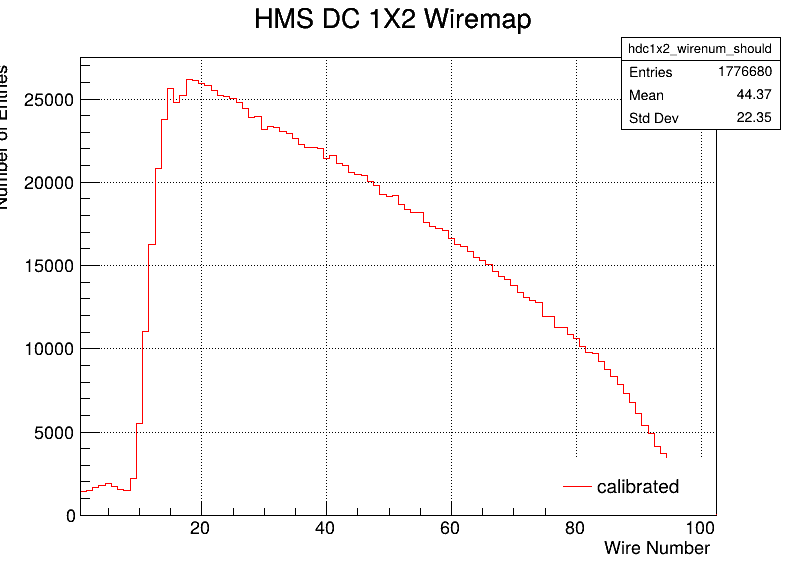 HMS DC 1X2 Wiremap
hdc1x2_wirenum_should
Entries 1776680
Mean 44.37
Std Dev 22.35
Number of Entries
25000
20000
15000
10000
5000
0
20 40 60 80 100
calibrated
Wire Number